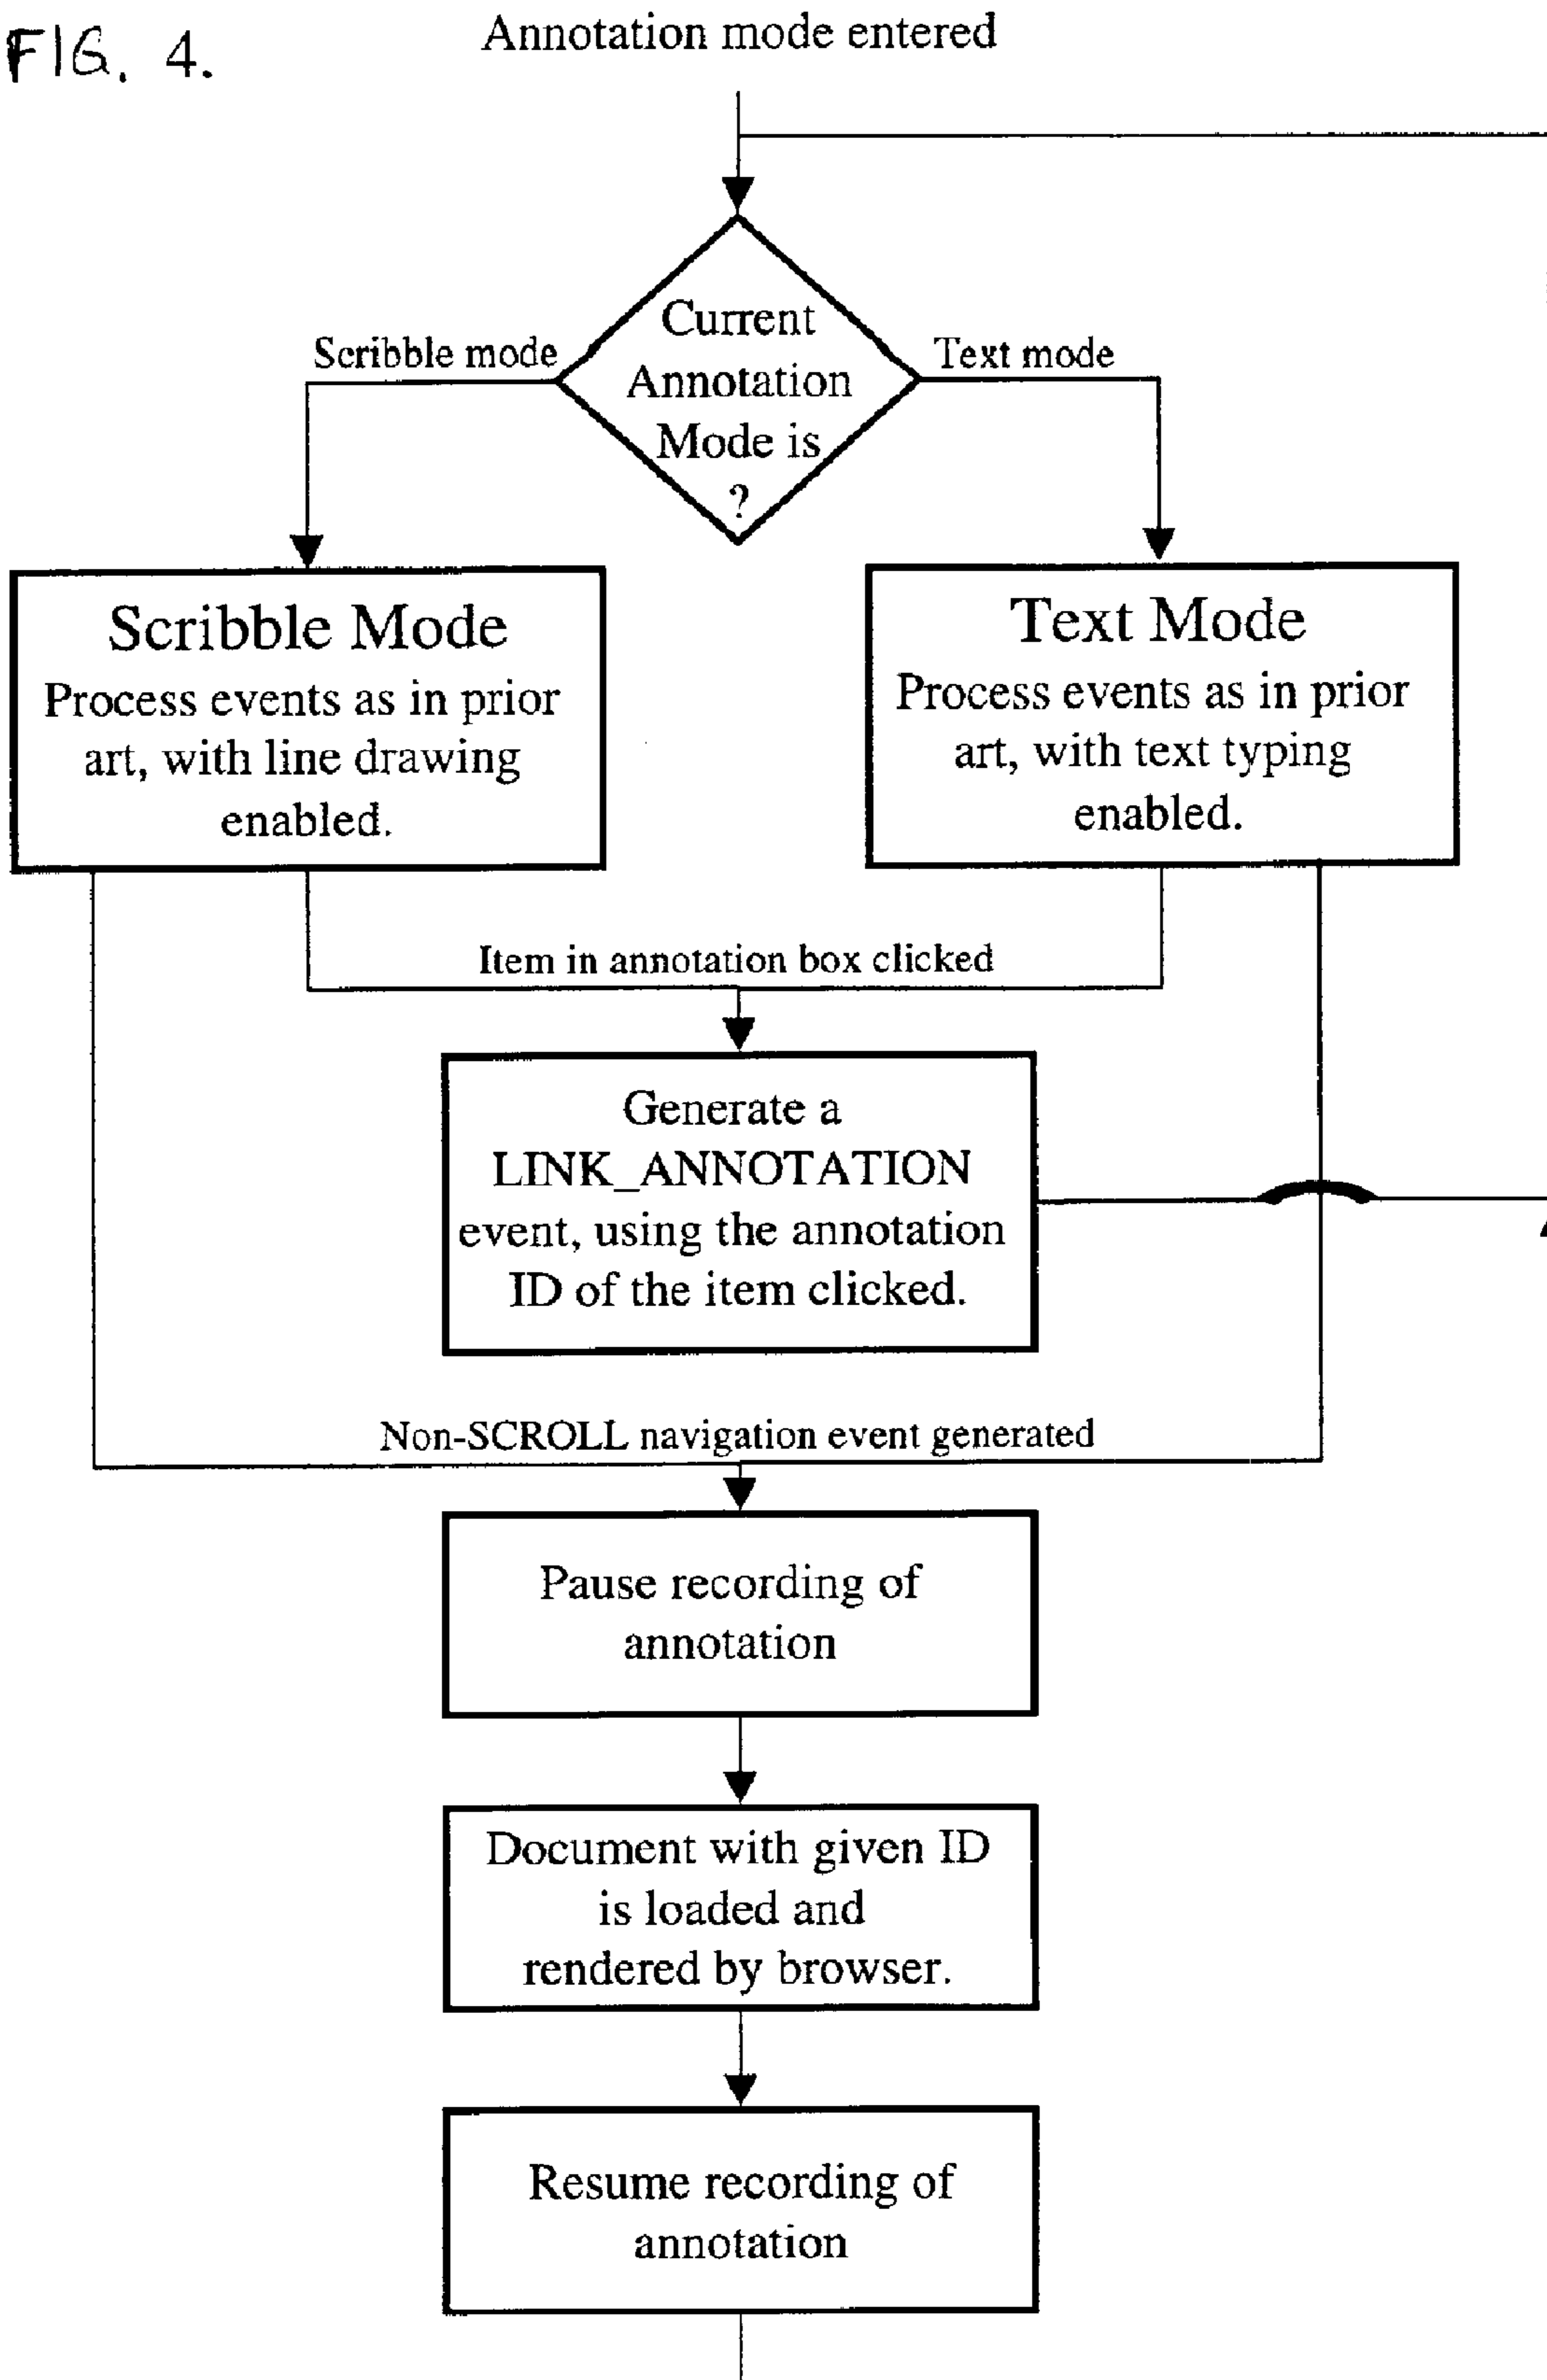 FIG. 4.
Annotation mode entered
Current
Annotation
Mode is
?
Scribble mode
Text mode
Scribble Mode
Process events as in prior
art, with line drawing
enabled.
Text Mode
Process events as in prior
art, with text typing
enabled.
Item in annotation box clicked
Generate a
LINK_ANNOTATION
event, using the annotation
ID of the item clicked.
Non-SCROLL navigation event generated
Pause recording of
annotation
Document with given ID
is loaded and
rendered by browser.
Resume recording of
annotation